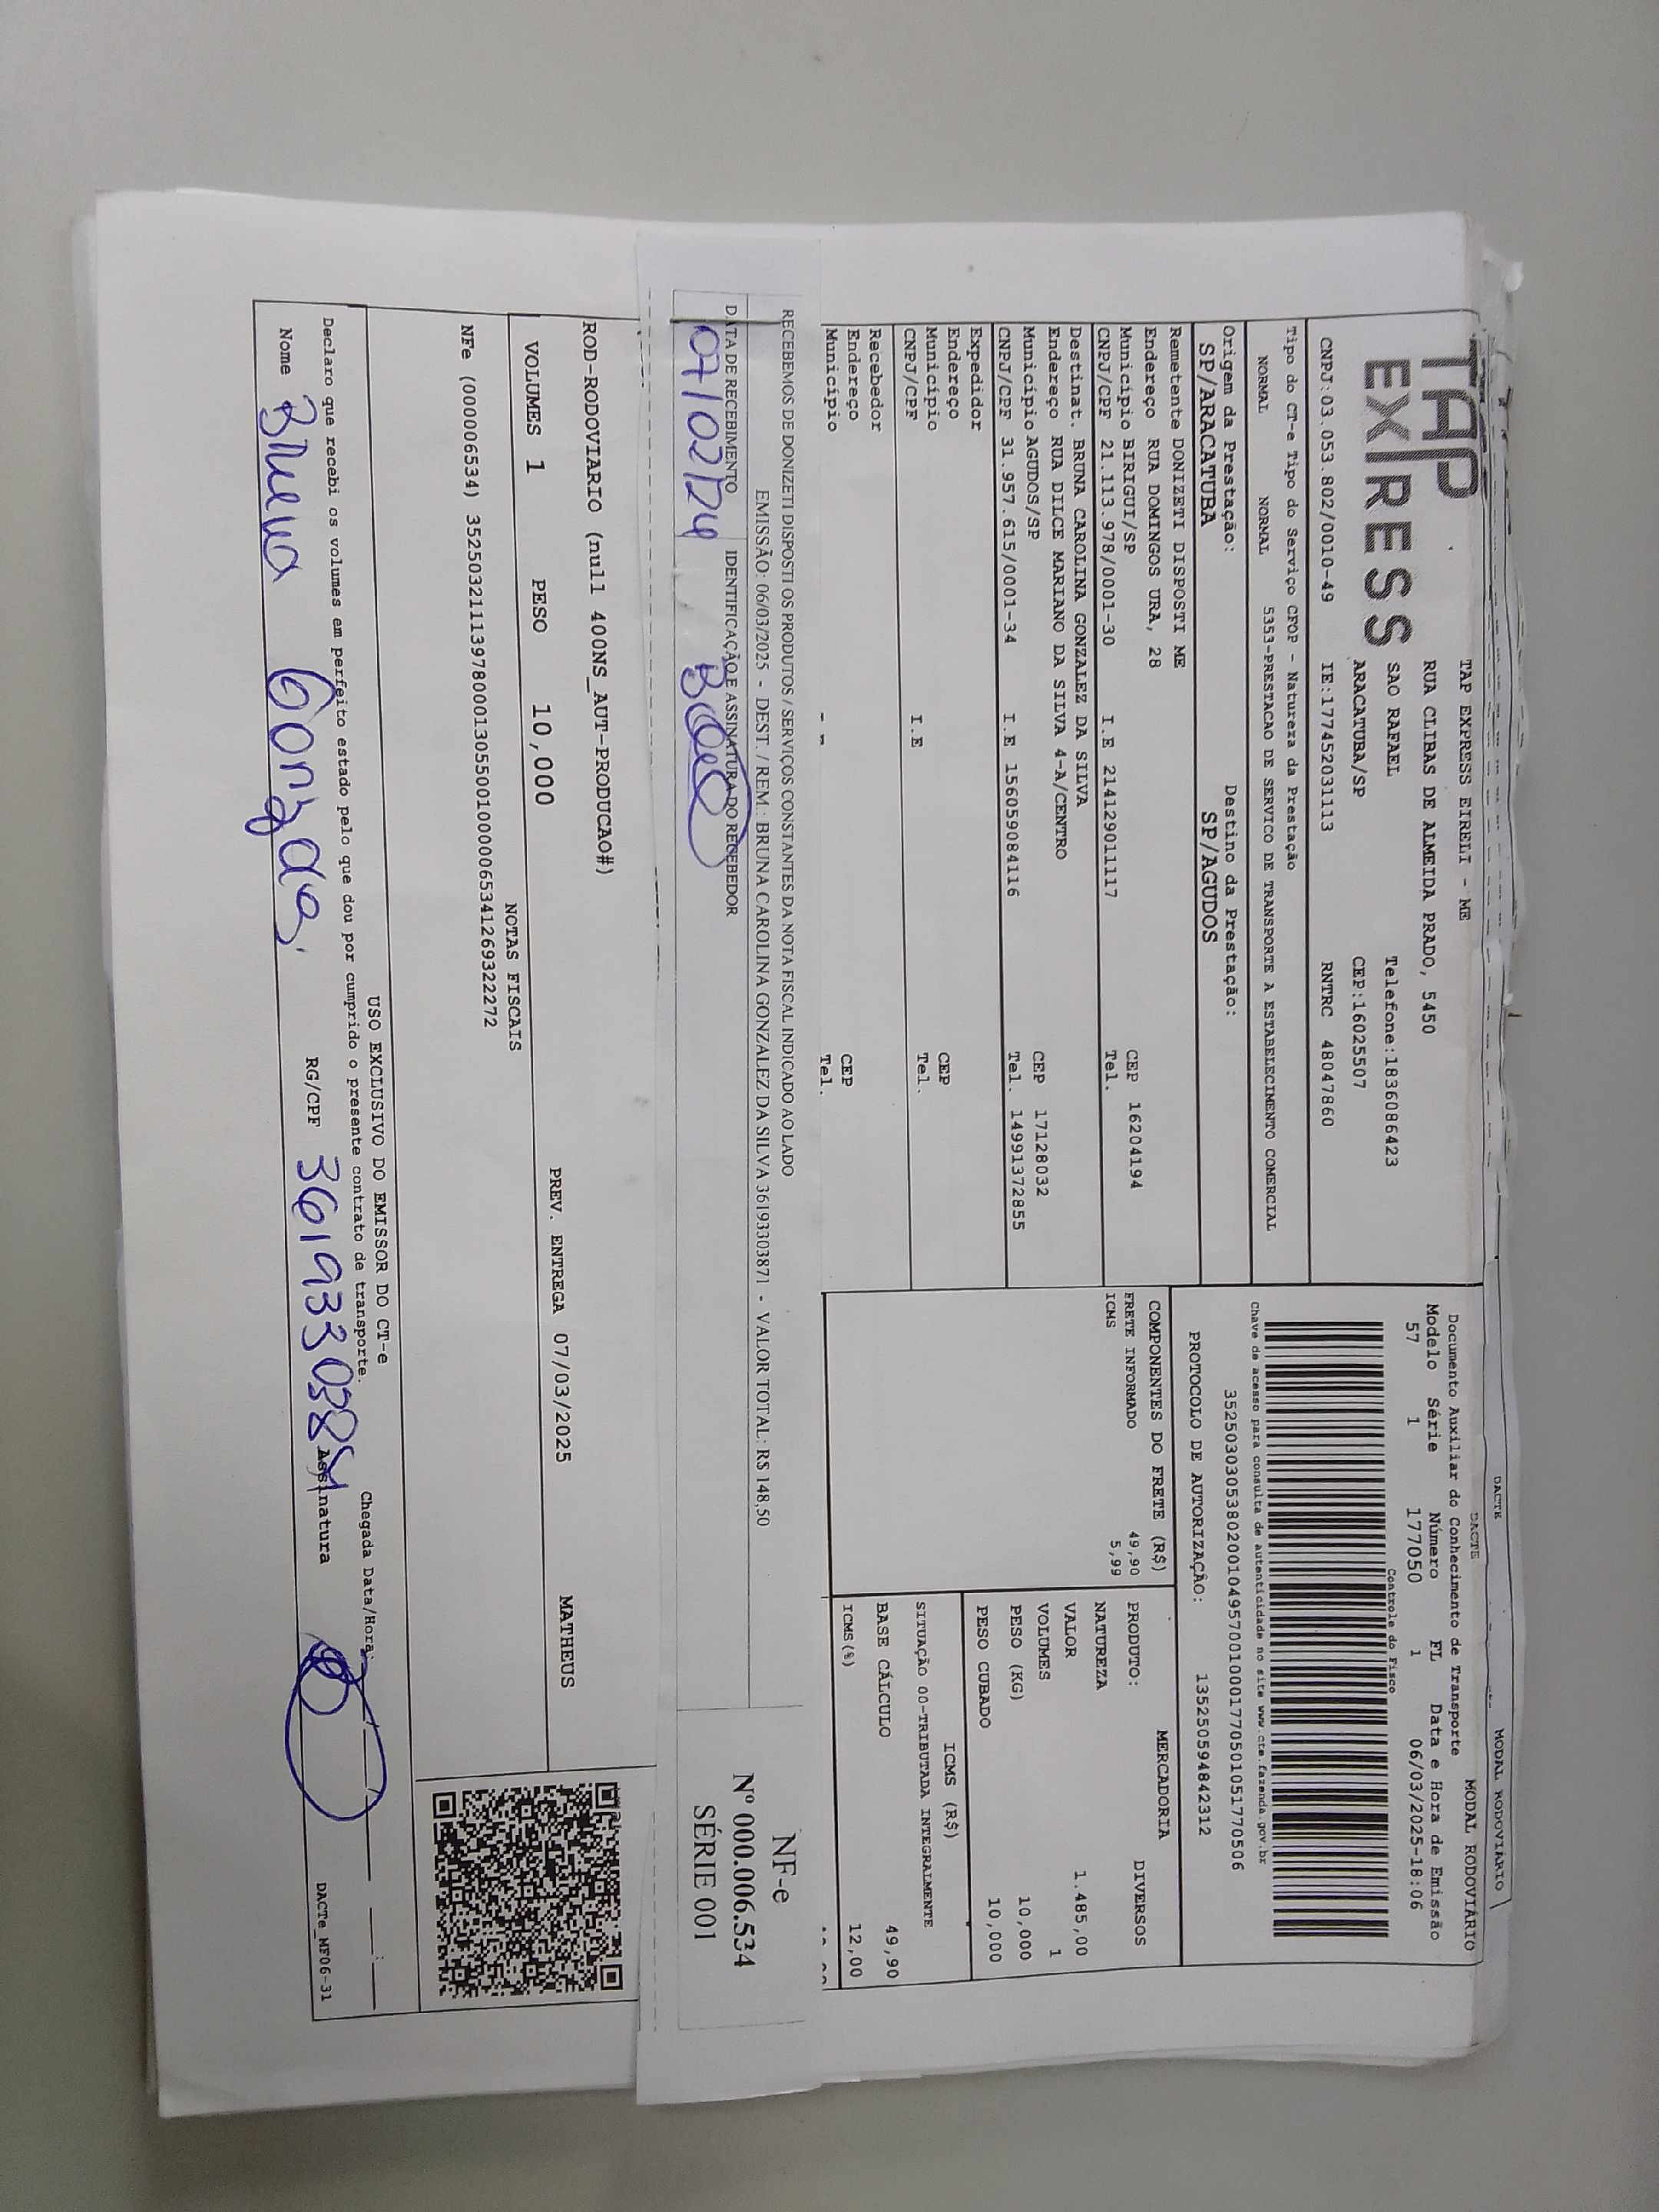 DACTE
MODAL RODOVIÁRIO
DACTE
TAP EXPRESS
TAP EXPRESS EIRELI - ME
RUA CLIBAS DE ALMEIDA PRADO, 5450
SAO RAFAEL Telefone:1836086423
ARACATUBA/SP CEP:16025507
CNPJ:03.053.802/0010-49 IE:177452031113 RNTRC 48047860
Tipo do CT-e Tipo do Serviço CFOP - Natureza da Prestação
NORMAL NORMAL 5353-PRESTACAO DE SERVICO DE TRANSPORTE A ESTABELECIMENTO COMERCIAL
Origem da Prestação: Destino da Prestação:
SP/ARACATUBA SP/AGUDOS
MODAL RODOVIÁRIO
Documento Auxiliar do Conhecimento de Transporte
Modelo Série Número FL Data e Hora de Emissão
57 1 177050 1 06/03/2025-18:06
Controle do Fisco
Chave de acesso para consulta de autenticidade no site www.cte.fazenda.gov.br
35250303053802001049570010001770501051770506
PROTOCOLO DE AUTORIZAÇÃO: 135250594842312
Remetente DONIZETI DISPOSTI ME
Endereço RUA DOMINGOS URA, 28
Município BIRIGUI/SP CEP 16204194
CNPJ/CPF 21.113.978/0001-30 I.E 214129011117 Tel.
Destinat. BRUNA CAROLINA GONZALEZ DA SILVA
Endereço RUA DILCE MARIANO DA SILVA 4-A/CENTRO
Município AGUDOS/SP CEP 17128032
CNPJ/CPF 31.957.615/0001-34 I.E 156059084116 Tel. 14991372855
Expedidor
Endereço
Município CEP
CNPJ/CPF I.E Tel.
Recebedor
Endereço CEP
Município - - Tel.
COMPONENTES DO FRETE (R$)
FRETE INFORMADO 49,90
ICMS 5,99
MERCADORIA
PRODUTO: DIVERSOS
NATUREZA
VALOR 1.485,00
VOLUMES 1
PESO (KG) 10,000
PESO CUBADO 10,000
ICMS (R$)
SITUAÇÃO 00-TRIBUTADA INTEGRALMENTE
BASE CÁLCULO 49,90
ICMS(%) 12,00
RECEBEMOS DE DONIZETI DISPOSTI OS PRODUTOS / SERVIÇOS CONSTANTES DA NOTA FISCAL INDICADO AO LADO
EMISSÃO: 06/03/2025 - DEST. / REM.: BRUNA CAROLINA GONZALEZ DA SILVA 36193303871 - VALOR TOTAL: R$ 148,50
DATA DE RECEBIMENTO IDENTIFICAÇÃO E ASSINATURA DO RECEBEDOR
NF-e
Nº 000.006.534
SÉRIE 001
ROD-RODOVIARIO (null 400NS_AUT-PRODUCAO#)
VOLUMES 1 PESO 10,000 PREV. ENTREGA 07/03/2025 MATHEUS
NOTAS FISCAIS
NFe (000006534) 35250321113978000130550010000065341269322272
USO EXCLUSIVO DO EMISSOR DO CT-e
Declaro que recebi os volumes em perfeito estado pelo que dou por cumprido o presente contrato de transporte. Chegada Data/Hora:
Nome Bruna Gonzalez RG/CPF Assinatura
DACTe_MF06-31